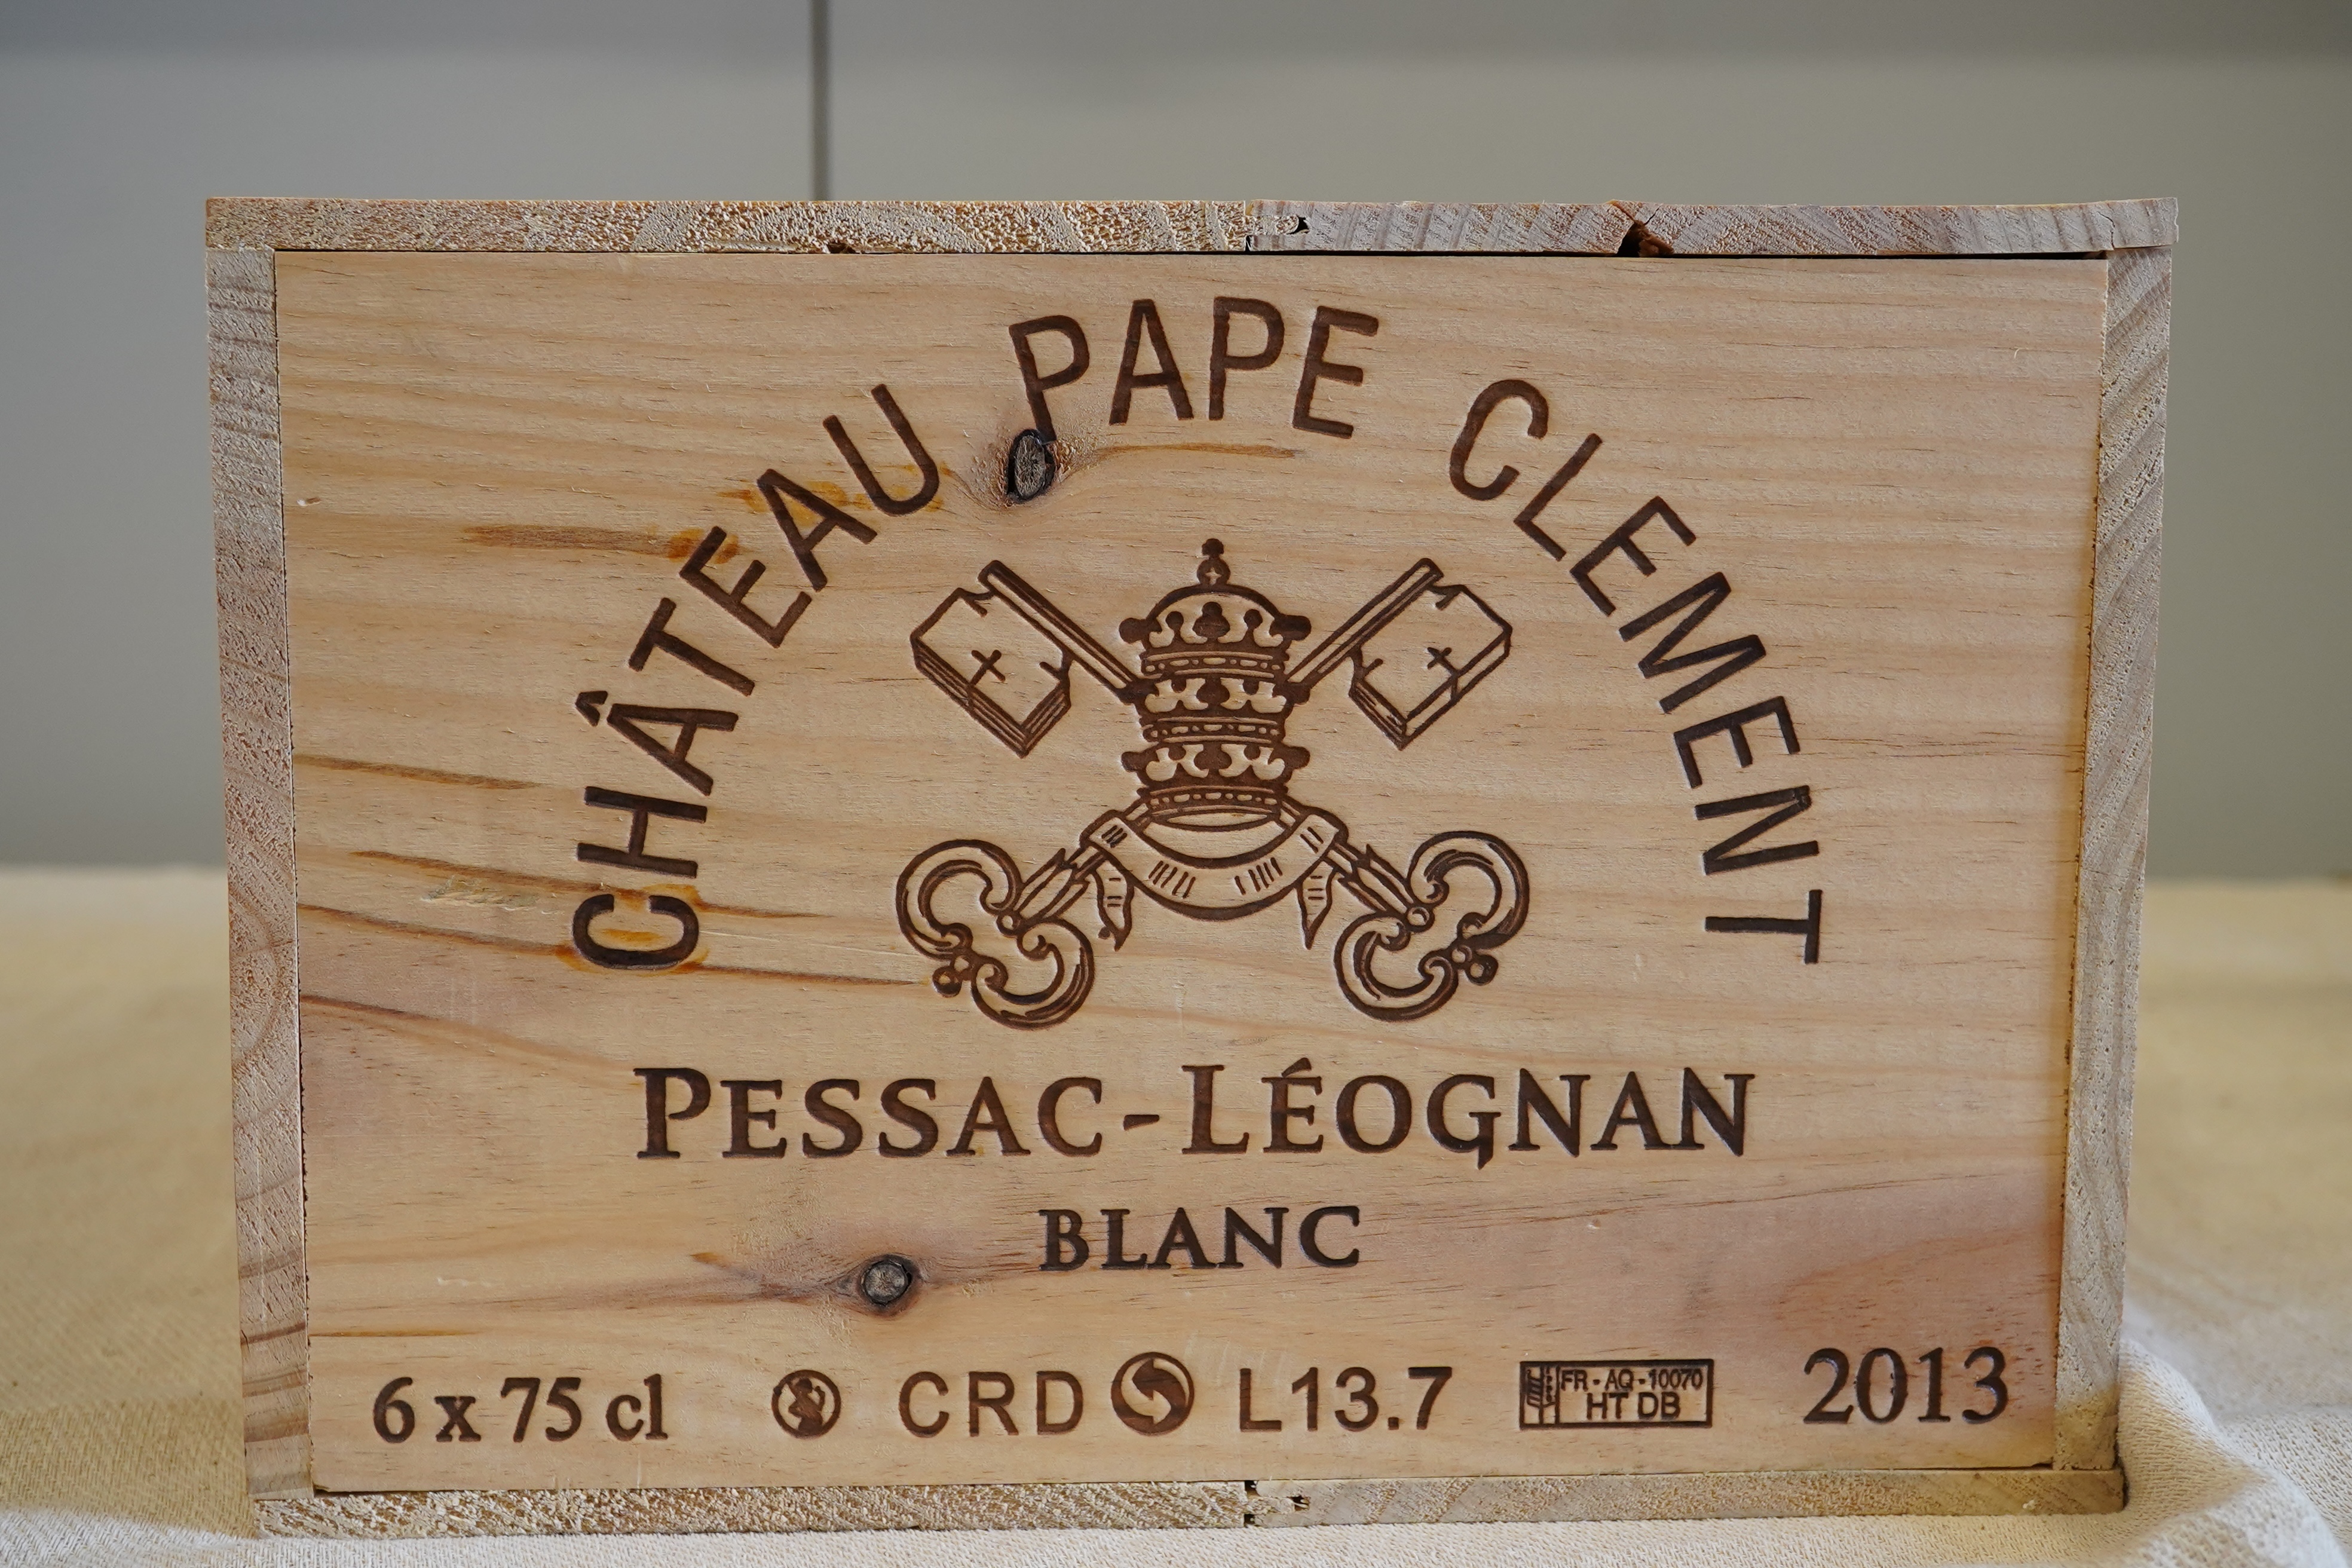 CHÂTEAU PAPE CLEMENT
PESSAC-LÉOGNAN
BLANC
6 x 75 cl CRD L13.7 FR-AQ-10070 2013
HT DB